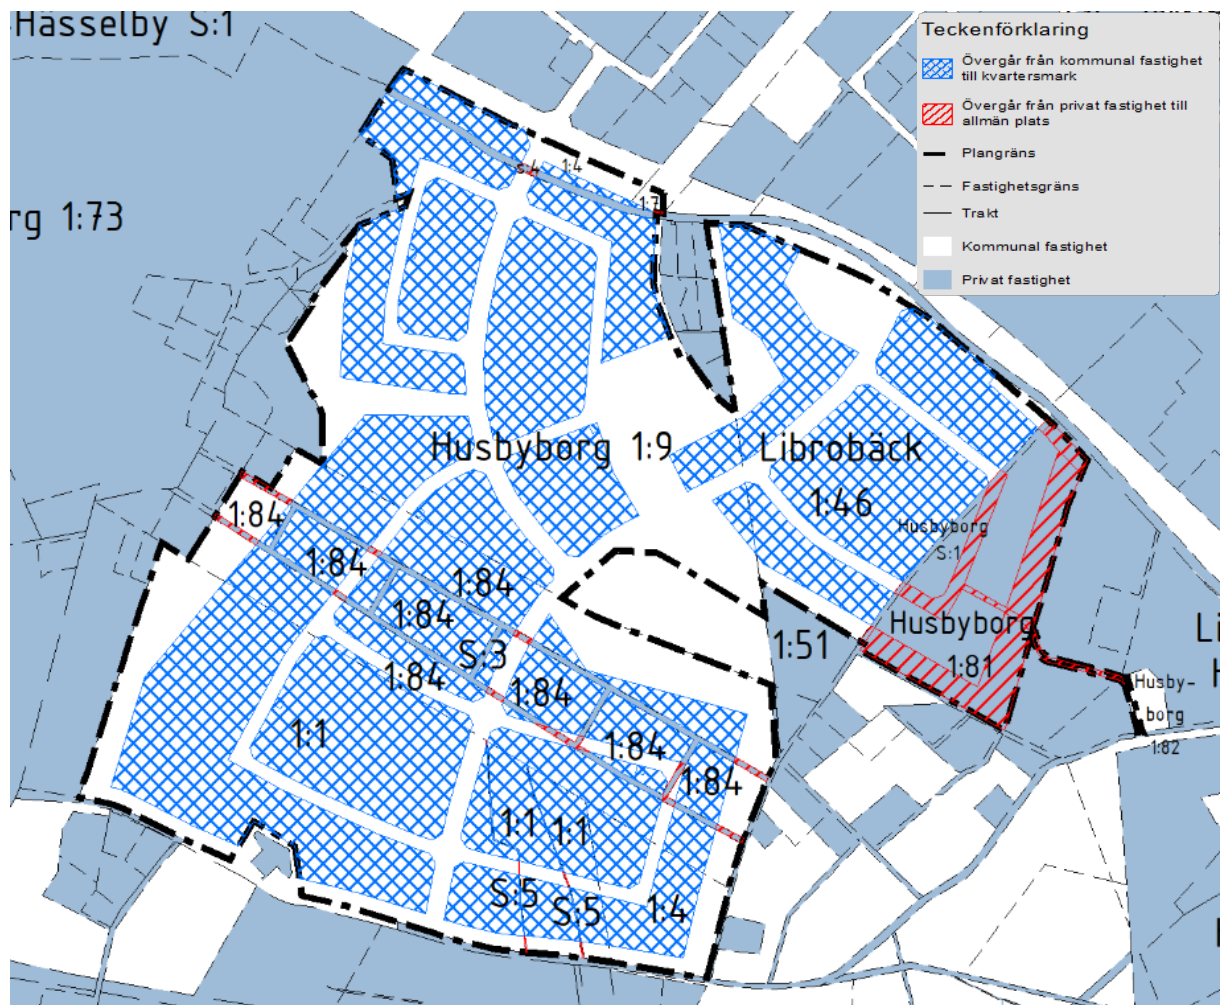 Hässelby S:1
Teckenförklaring
Övergår från kommunal fastighet
till kvartersmark
Övergår från privat fastighet till
allmän plats
Plangräns
Fastighetsgräns
Trakt
Kommunal fastighet
Privat fastighet
s:4
1:4
1:7
rg 1:73
Husbyborg 1:9
Librobäck
1:46
1:84
Husbyborg
S:1
1:84
1:84
1:84
Husbyborg
1:81
1:51
S:3
1:84
1:84
Husby-
borg
1:82
1:1
1:84
1:84
1:1
1:1
S:5
S:5
1:4